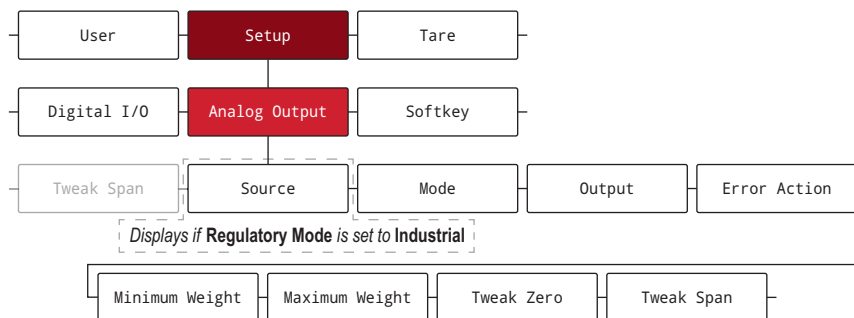 User Setup Tare
Digital I/O Analog Output Softkey
Tweak Span Source Mode Output Error Action
Displays if Regulatory Mode is set to Industrial
Minimum Weight Maximum Weight Tweak Zero Tweak Span